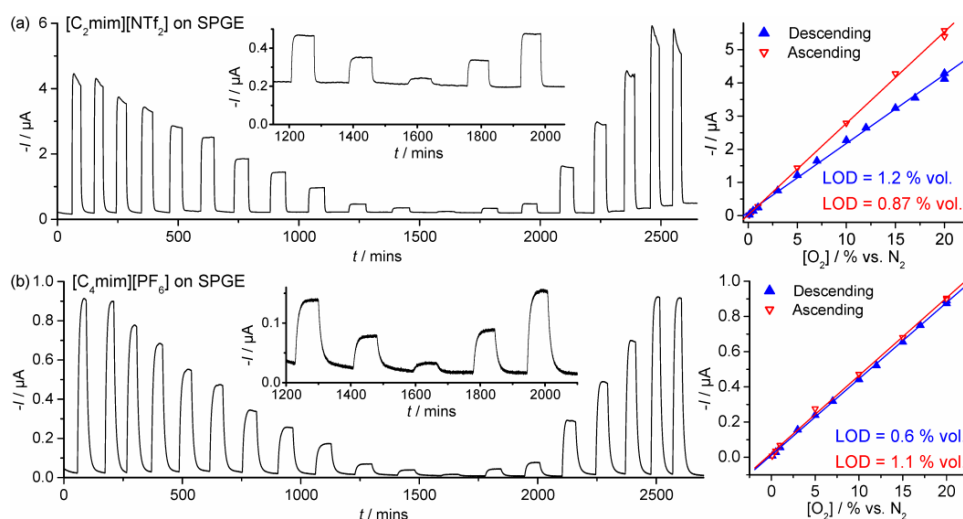 (a) [C2mim][NTf2] on SPGE
-I / μA
6
4
2
0
0.6
0.4
0.2
0.0
-I / μA
1200 1400 1600 1800 2000
t / mins
0 500 1000 1500 2000 2500
t / mins
-I / μA
5
4
3
2
1
0
Descending
Ascending
LOD = 1.2 % vol.
LOD = 0.87 % vol.
0 5 10 15 20
[O2] / % vs. N2
(b) [C4mim][PF6] on SPGE
-I / μA
1.0
0.8
0.6
0.4
0.2
0.0
-I / μA
0.1
0.0
1200 1400 1600 1800 2000
t / mins
0 500 1000 1500 2000 2500
t / mins
-I / μA
1.0
0.8
0.6
0.4
0.2
0.0
Descending
Ascending
LOD = 0.6 % vol
LOD = 1.1 % vol
0 5 10 15 20
[O2] / % vs. N2